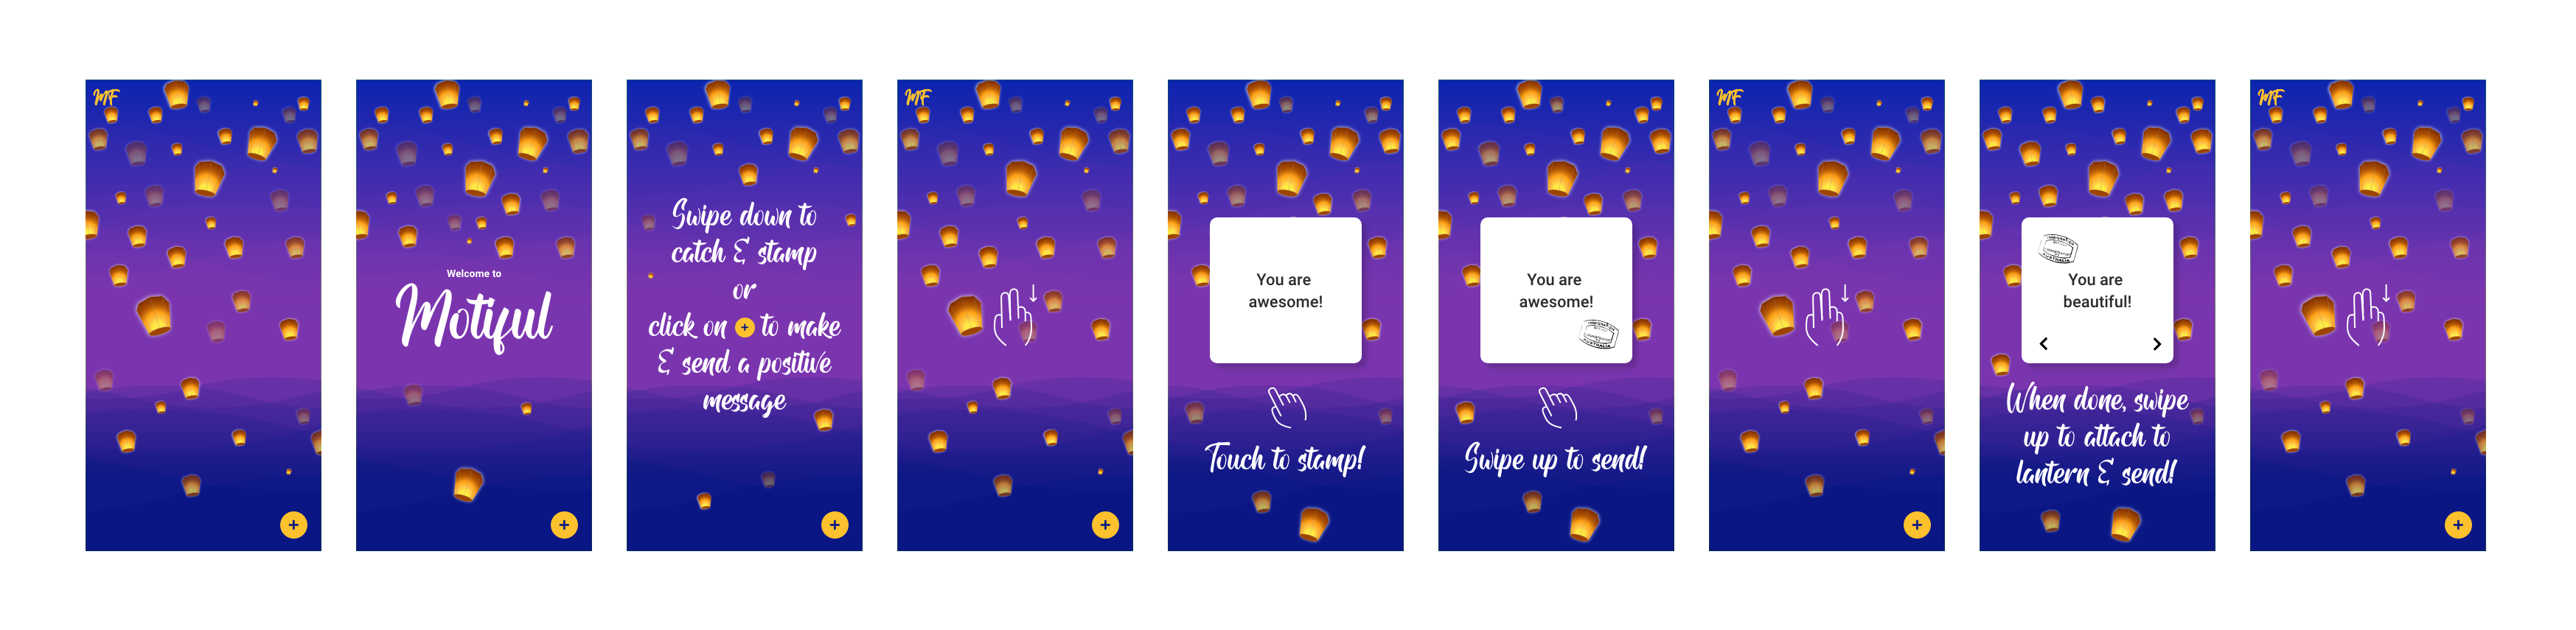 MF
+
Welcome to
Motiful
+
Swipe down to
catch & stamp
or
click on + to make
& send a positive
message
+
MF
+
You are
awesome!
Touch to stamp!
You are
awesome!
AUSTRALIA
Swipe up to send!
MF
+
AUSTRALIA
You are
beautiful!
When done, swipe
up to attach to
lantern & send!
MF
+